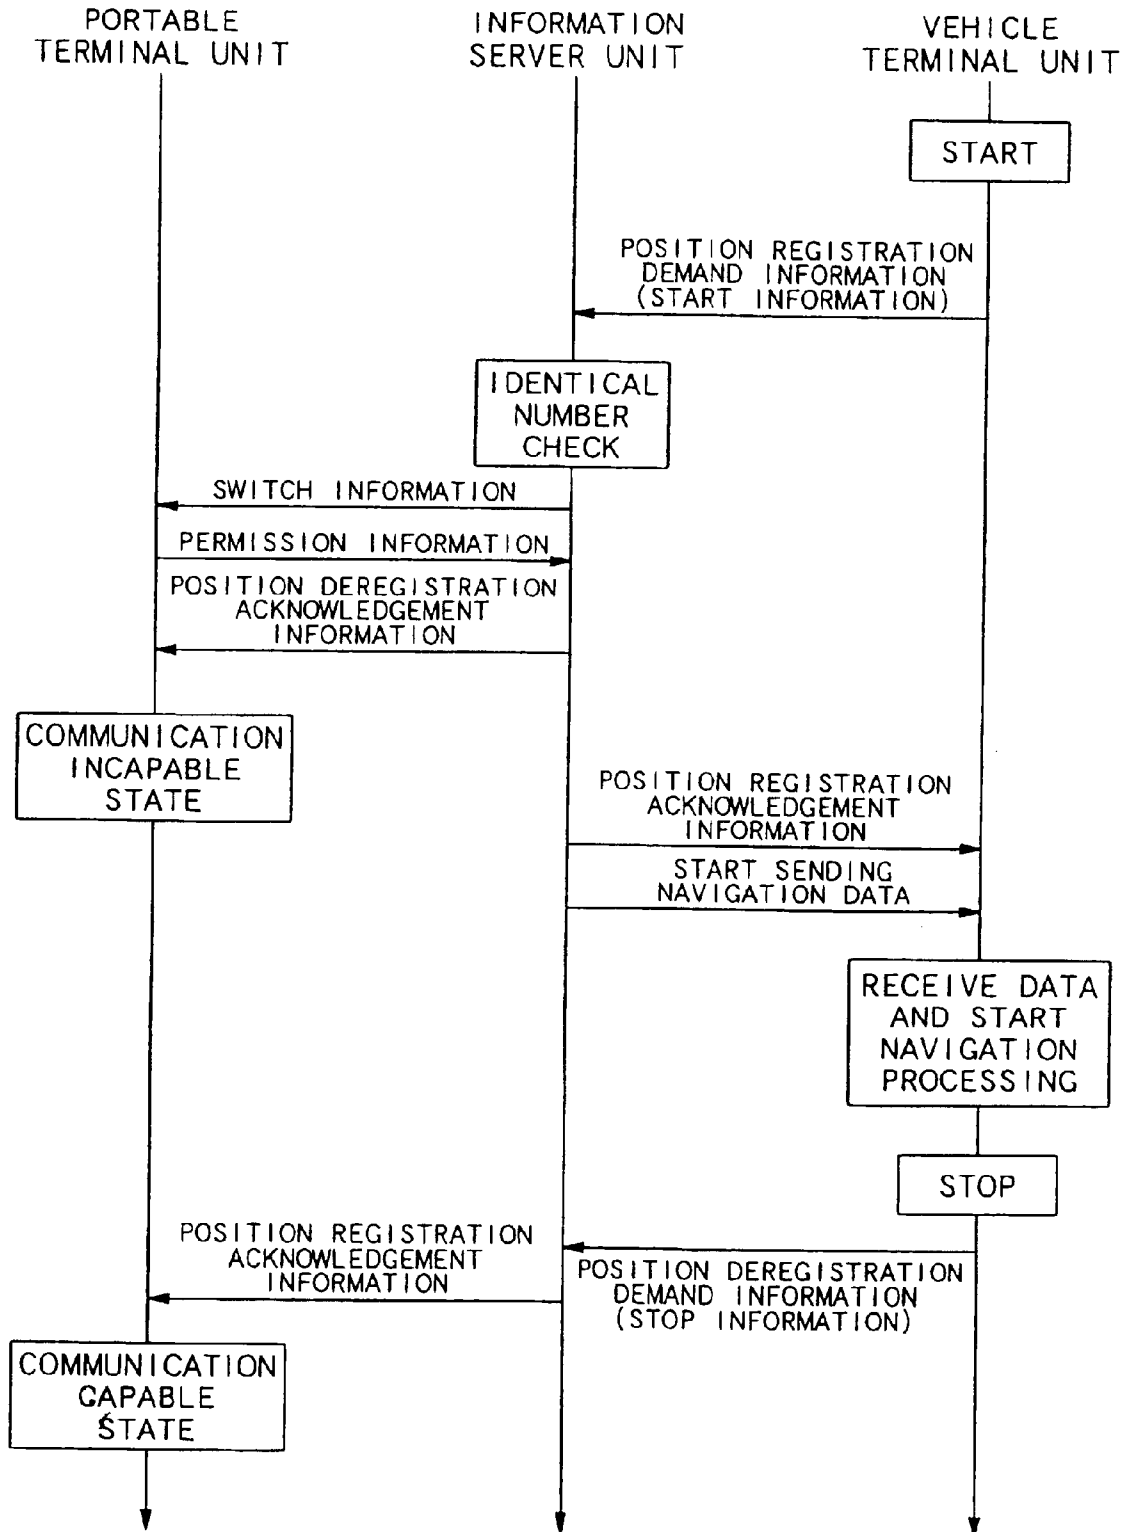 PORTABLE
TERMINAL UNIT
INFORMATION
SERVER UNIT
VEHICLE
TERMINAL UNIT
START
POSITION REGISTRATION
DEMAND INFORMATION
(START INFORMATION)
IDENTICAL
NUMBER
CHECK
SWITCH INFORMATION
PERMISSION INFORMATION
POSITION DEREGISTRATION
ACKNOWLEDGEMENT
INFORMATION
COMMUNICATION
INCAPABLE
STATE
POSITION REGISTRATION
ACKNOWLEDGEMENT
INFORMATION
START SENDING
NAVIGATION DATA
RECEIVE DATA
AND START
NAVIGATION
PROCESSING
STOP
POSITION REGISTRATION
ACKNOWLEDGEMENT
INFORMATION
POSITION DEREGISTRATION
DEMAND INFORMATION
(STOP INFORMATION)
COMMUNICATION
CAPABLE
STATE